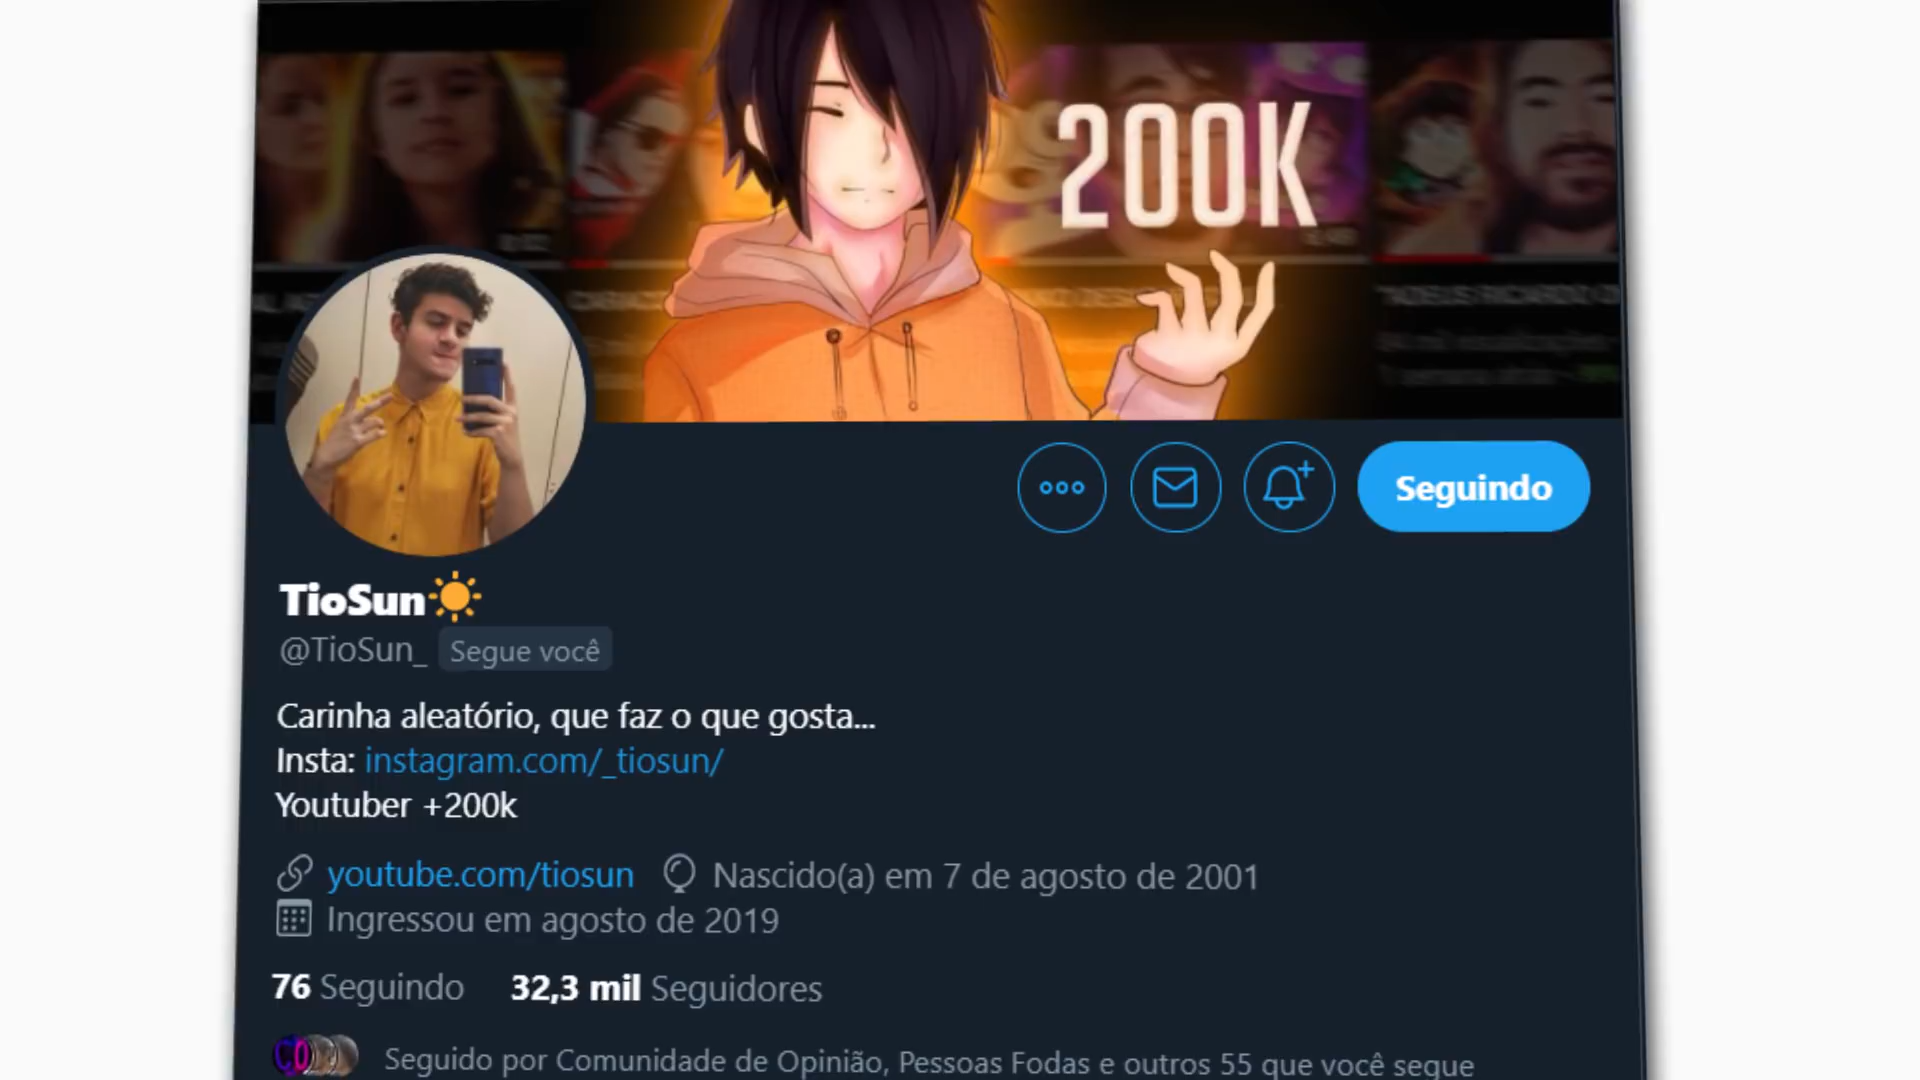 200K
Seguindo
TioSun
@TioSun_ Segue você
Carinha aleatório, que faz o que gosta...
Insta: instagram.com/_tiosun/
Youtuber +200k
youtube.com/tiosun Nascido(a) em 7 de agosto de 2001
Ingressou em agosto de 2019
76 Seguindo 32,3 mil Seguidores
Seguido por Comunidade de Opinião, Pessoas Fodas e outros 55 que você segue